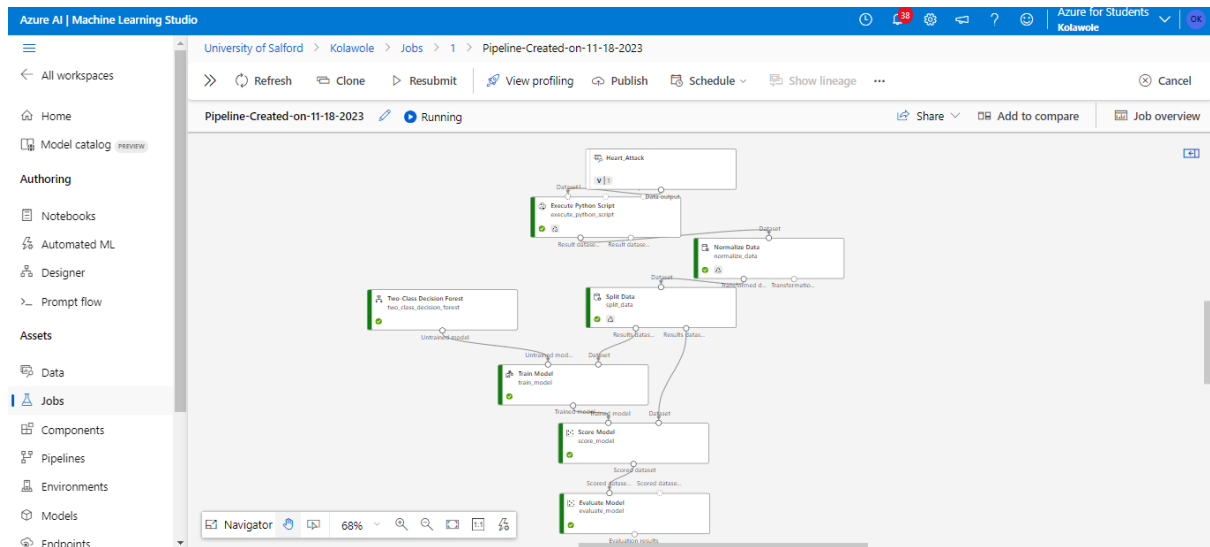 Azure AI | Machine Learning Studio
38
Azure for Students
Kolawole
OK
All workspaces
Home
Model catalog PREVIEW
Authoring
Notebooks
Automated ML
Designer
Prompt flow
Assets
Data
Jobs
Components
Pipelines
Environments
Models
Endpoints
University of Salford > Kolawole > Jobs > 1 > Pipeline-Created-on-11-18-2023
Refresh Clone Resubmit View profiling Publish Schedule Show lineage ... Cancel
Pipeline-Created-on-11-18-2023 Running Share Add to compare Job overview
Heart_Attack
v 1
Data output
Execute Python Script
execute_python_script
Result datase... Result datase...
Dataset
Normalize Data
normalize_data
Transformed d... Transformatio...
Dataset
Split Data
split_data
Results datas... Results datas...
Two-Class Decision Forest
two_class_decision_forest
Untrained model
Untrained mod... Dataset
Train Model
train_model
Trained model
Trained model Dataset
Score Model
score_model
Scored dataset
Scored datase... Scored datase...
Evaluate Model
evaluate_model
Evaluation results
Navigator 68% 1:1